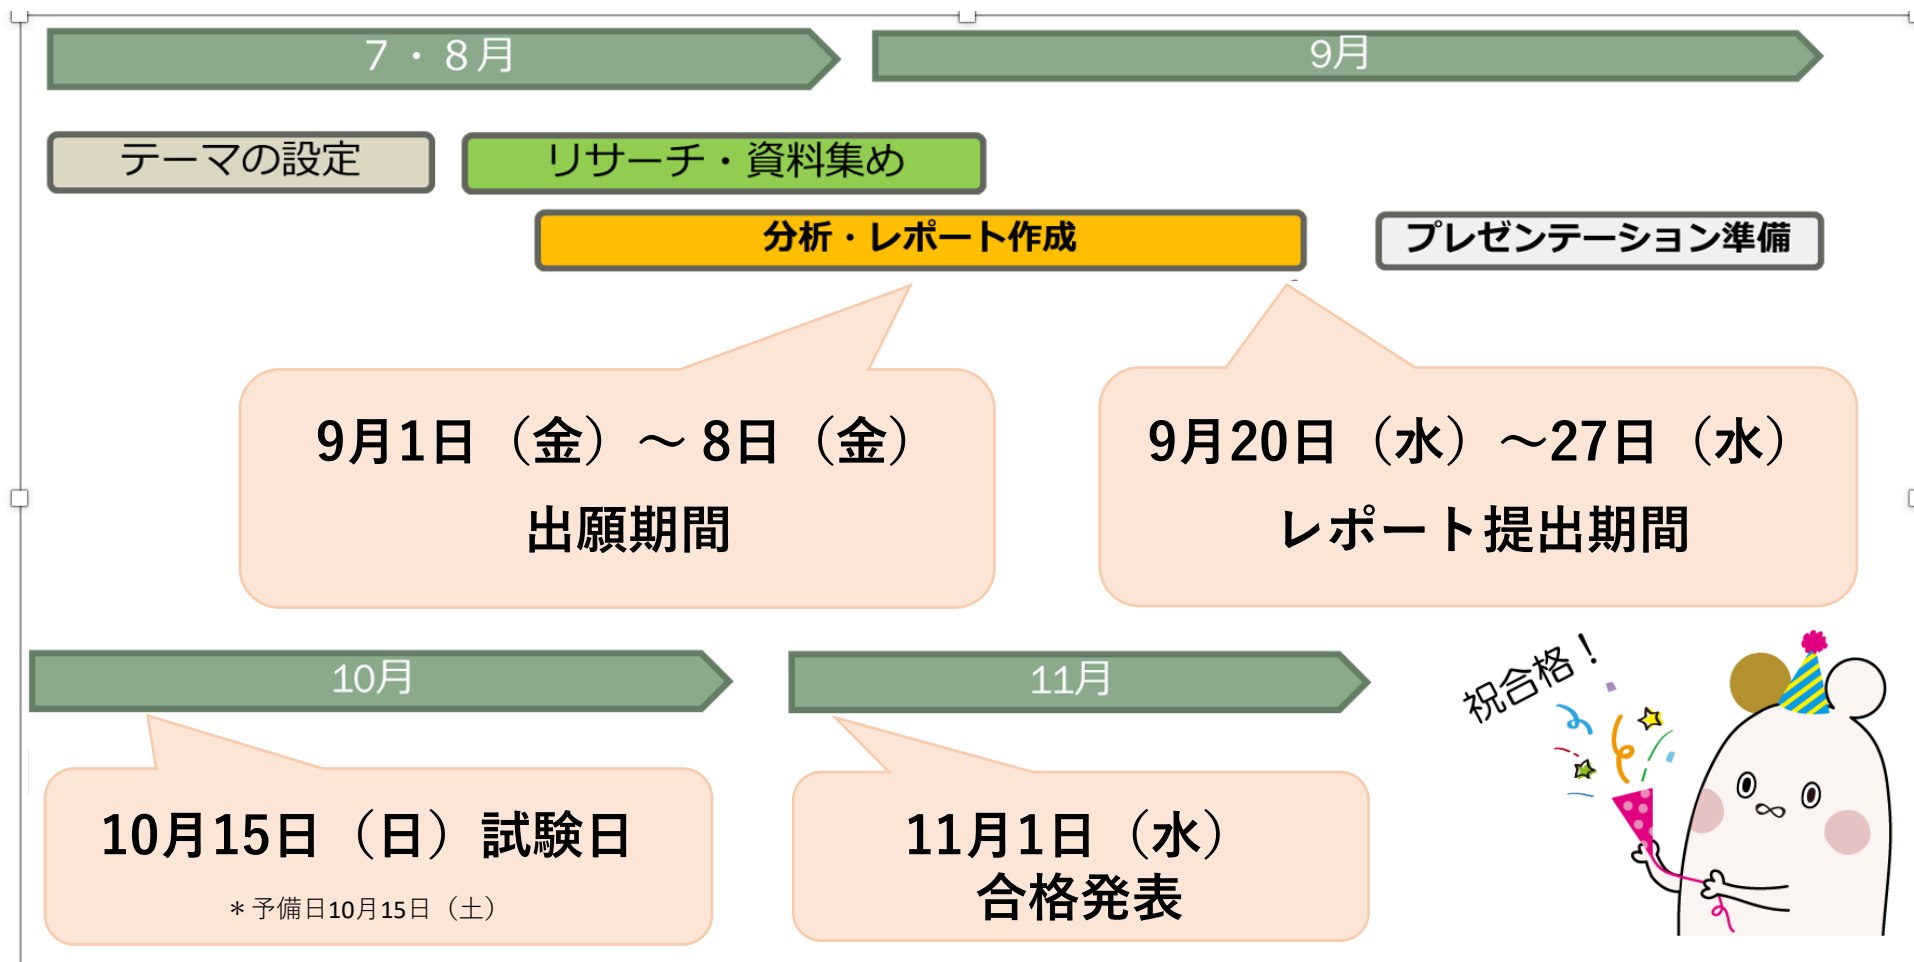 7・8月
9月
テーマの設定
リサーチ・資料集め
分析・レポート作成
プレゼンテーション準備
9月1日（金）～ 8日（金）
出願期間
9月20日（水）～27日（水）
レポート提出期間
10月
11月
祝合格！
10月15日（日）試験日
＊予備日10月15日（土）
11月1日（水）
合格発表